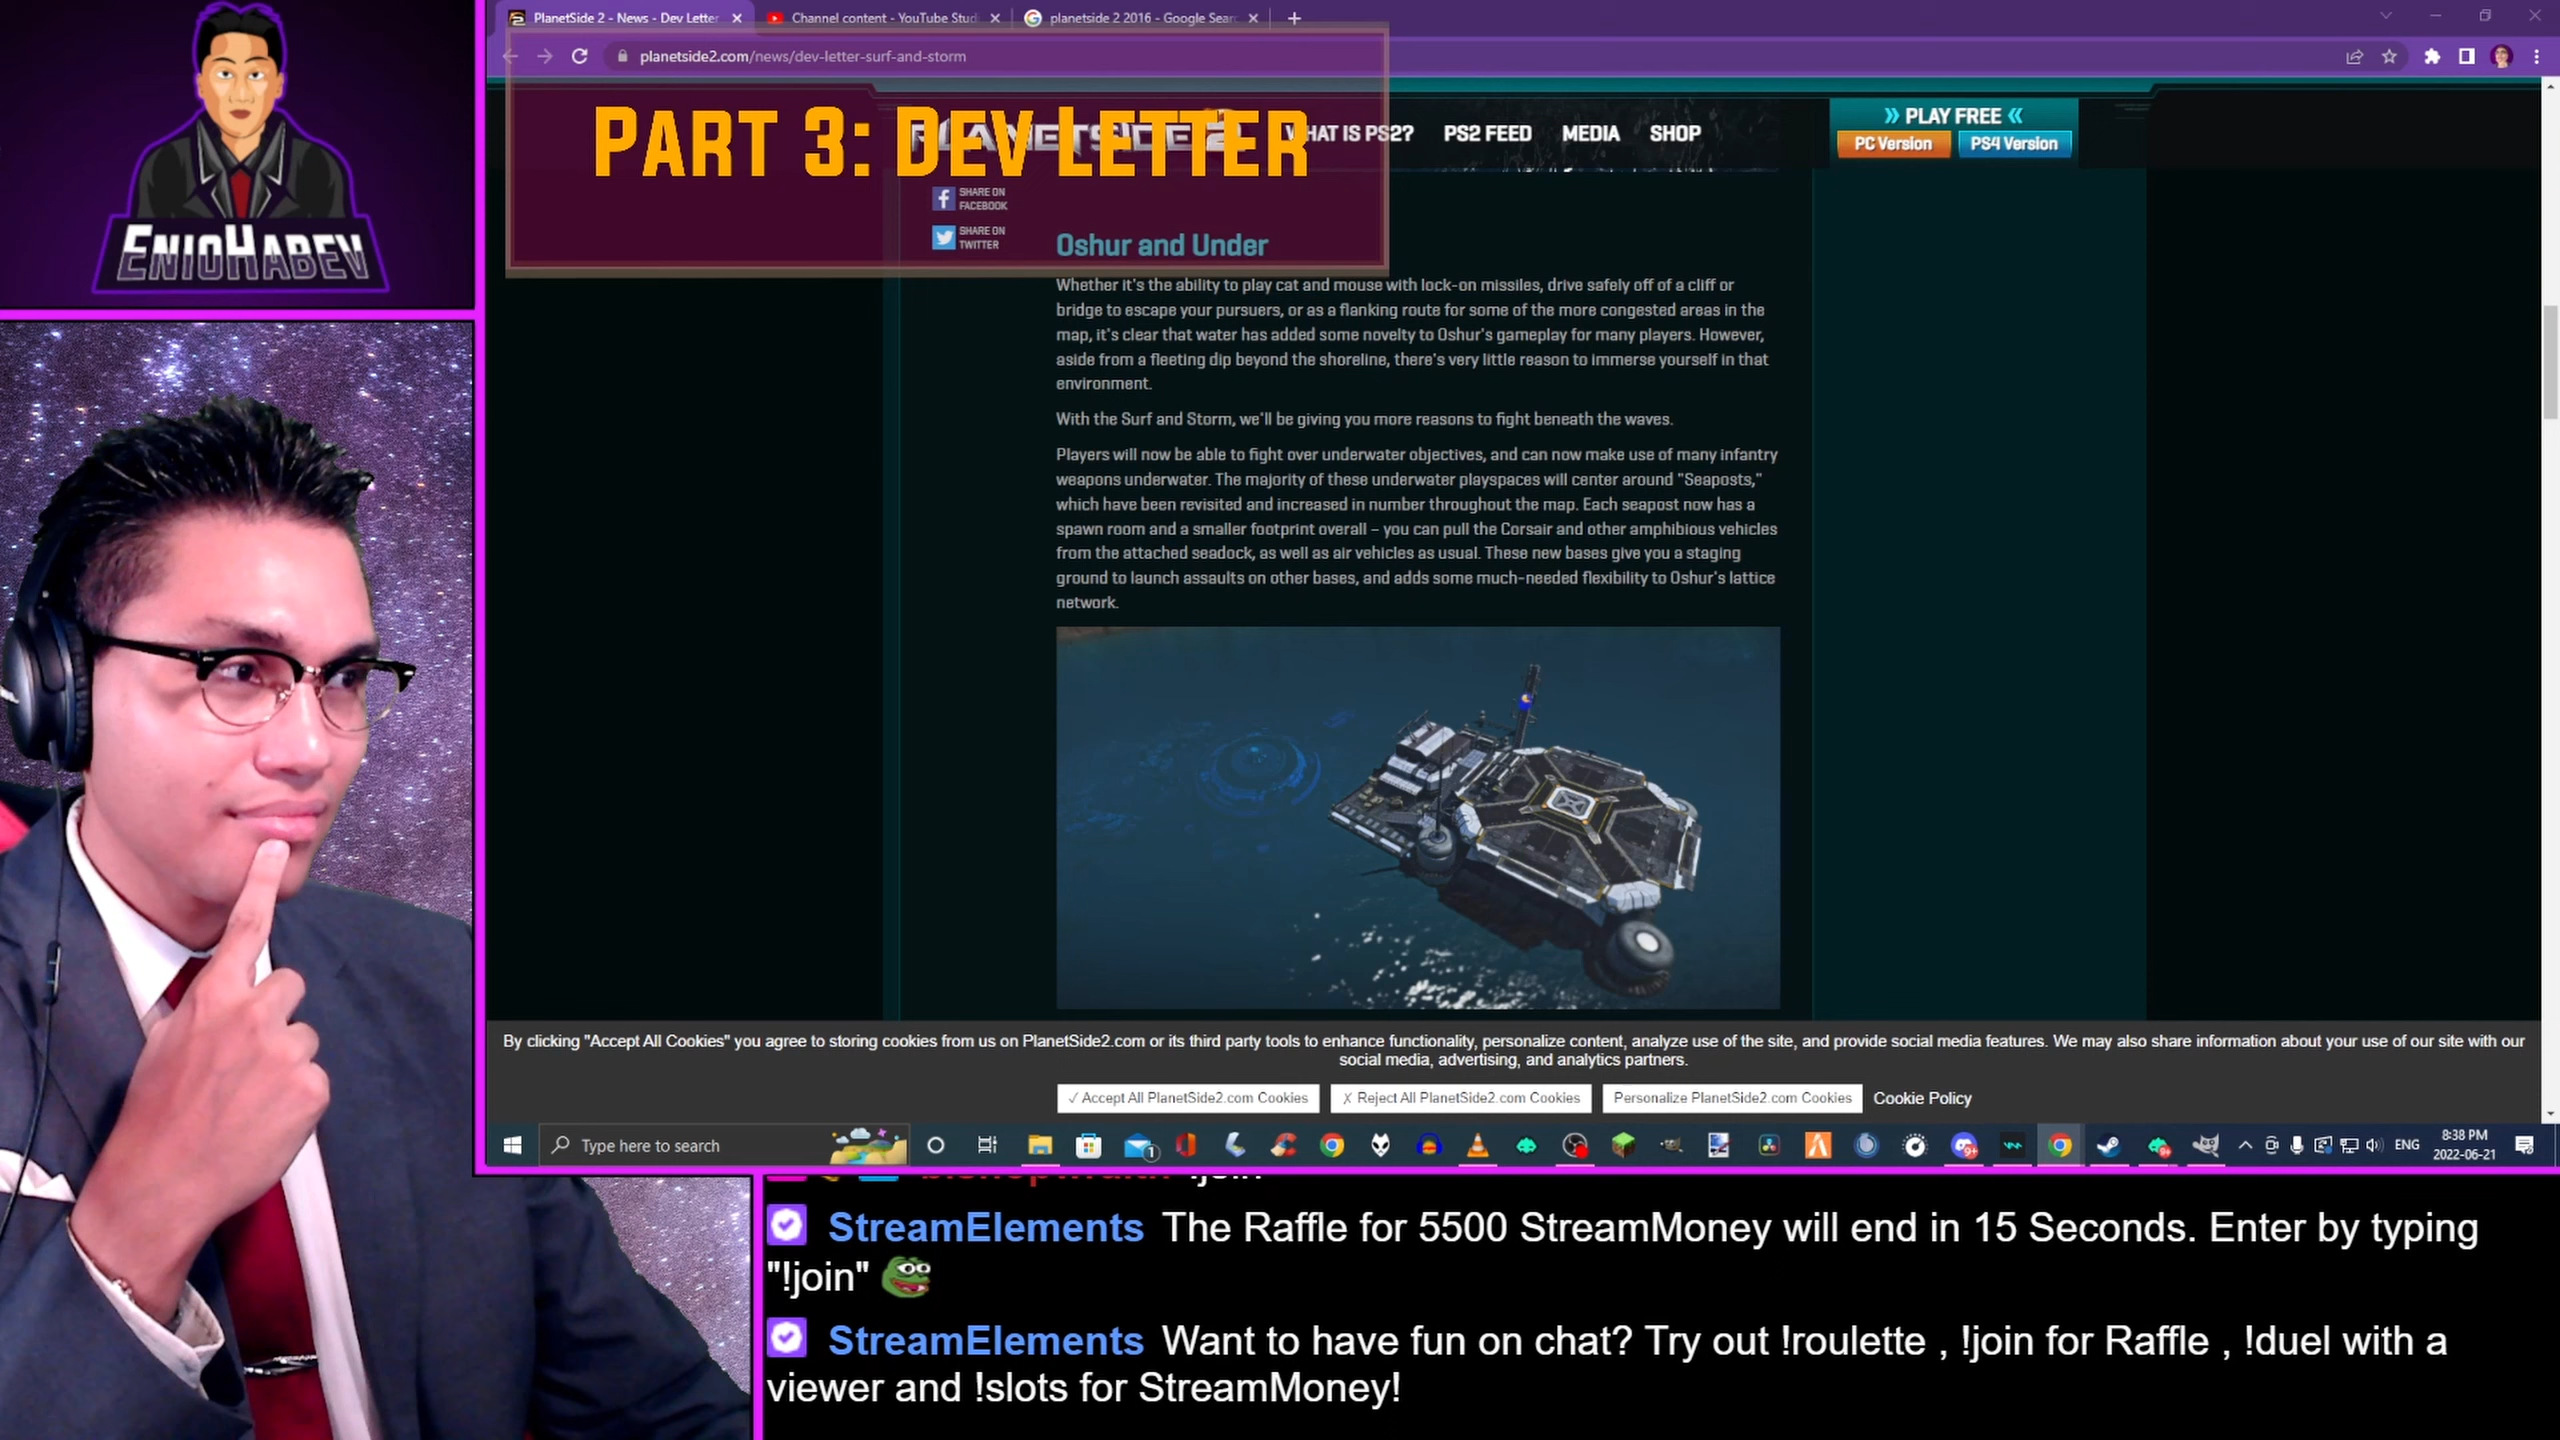 PlanetSide 2 - News - Dev Letter
Channel content - YouTube Stud
planetside 2 2016 - Google Sear
planetside2.com/news/dev-letter-surf-and-storm
PART 3: DEV LETTER
PLANETSIDE 2
WHAT IS PS2?
PS2 FEED
MEDIA
SHOP
PLAY FREE
PC Version
PS4 Version
ENIOHABEV
SHARE ON
FACEBOOK
SHARE ON
TWITTER
Oshur and Under
Whether it's the ability to play cat and mouse with lock-on missiles, drive safely off of a cliff or
bridge to escape your pursuers, or as a flanking route for some of the more congested areas in the
map, it's clear that water has added some novelty to Oshur's gameplay for many players. However,
aside from a fleeting dip beyond the shoreline, there's very little reason to immerse yourself in that
environment.
With the Surf and Storm, we'll be giving you more reasons to fight beneath the waves.
Players will now be able to fight over underwater objectives, and can now make use of many infantry
weapons underwater. The majority of these underwater playspaces will center around "Seaposts,"
which have been revisited and increased in number throughout the map. Each seapost now has a
spawn room and a smaller footprint overall – you can pull the Corsair and other amphibious vehicles
from the attached seadock, as well as air vehicles as usual. These new bases give you a staging
ground to launch assaults on other bases, and adds some much-needed flexibility to Oshur's lattice
network.
By clicking "Accept All Cookies" you agree to storing cookies from us on PlanetSide2.com or its third party tools to enhance functionality, personalize content, analyze use of the site, and provide social media features. We may also share information about your use of our site with our
social media, advertising, and analytics partners.
✓ Accept All PlanetSide2.com Cookies
✗ Reject All PlanetSide2.com Cookies
Personalize PlanetSide2.com Cookies
Cookie Policy
Type here to search
ENG
8:38 PM
2022-06-21
StreamElements The Raffle for 5500 StreamMoney will end in 15 Seconds. Enter by typing
"!join"
StreamElements Want to have fun on chat? Try out !roulette , !join for Raffle , !duel with a
viewer and !slots for StreamMoney!